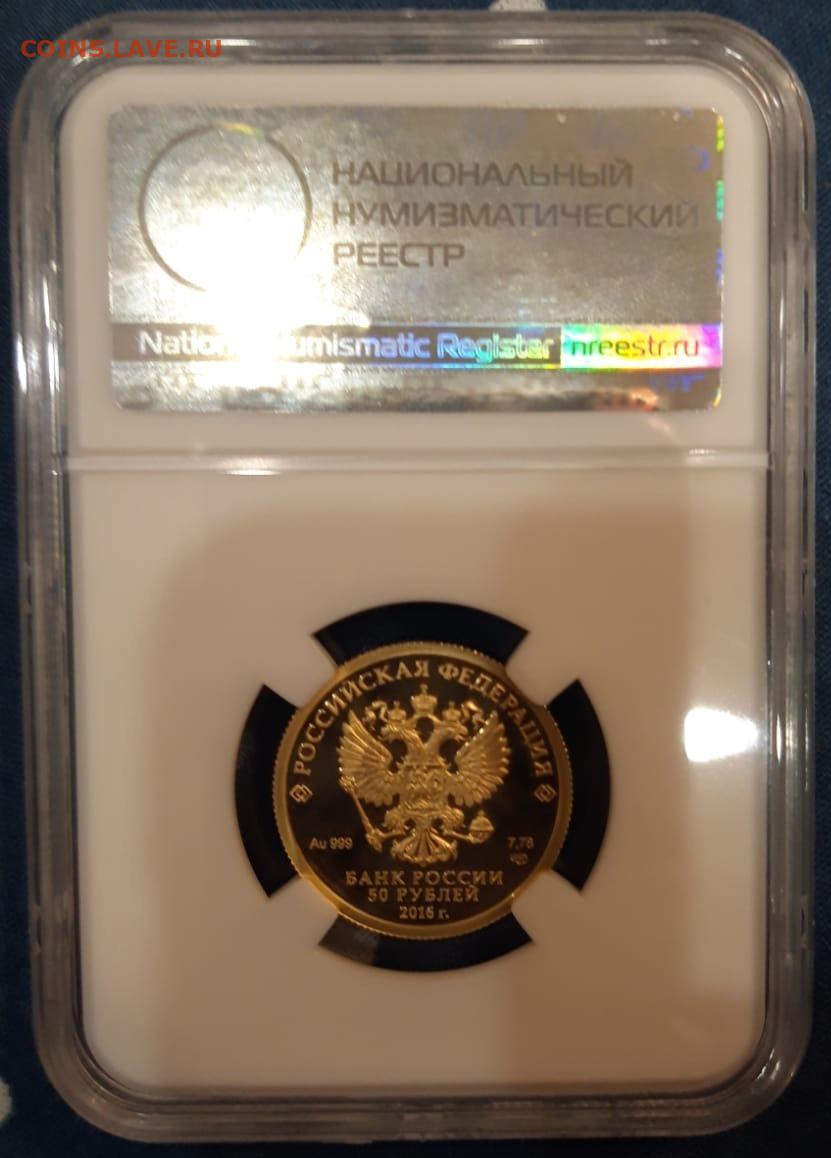 COINS.LAVE.RU
НАЦИОНАЛЬНЫЙ
НУМИЗМАТИЧЕСКИЙ
РЕЕСТР
Numismatic Register nreestr.ru
РОССИЙСКАЯ ФЕДЕРАЦИЯ
Au 999
7,78
БАНК РОССИИ
50 РУБЛЕЙ
2016 г.